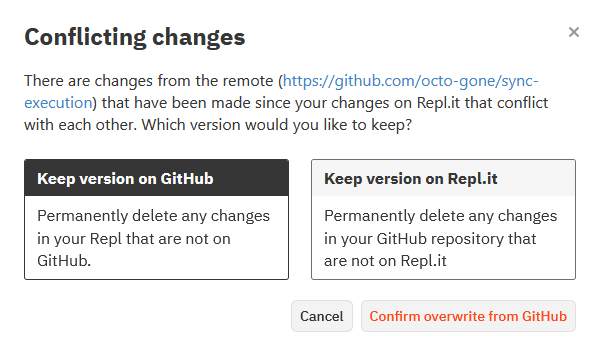 Conflicting changes
There are changes from the remote (https://github.com/octo-gone/sync-
execution) that have been made since your changes on Repl.it that conflict
with each other. Which version would you like to keep?
Keep version on GitHub
Permanently delete any changes
in your Repl that are not on
GitHub.
Keep version on Repl.it
Permanently delete any changes
in your GitHub repository that
are not on Repl.it
Cancel
Confirm overwrite from GitHub